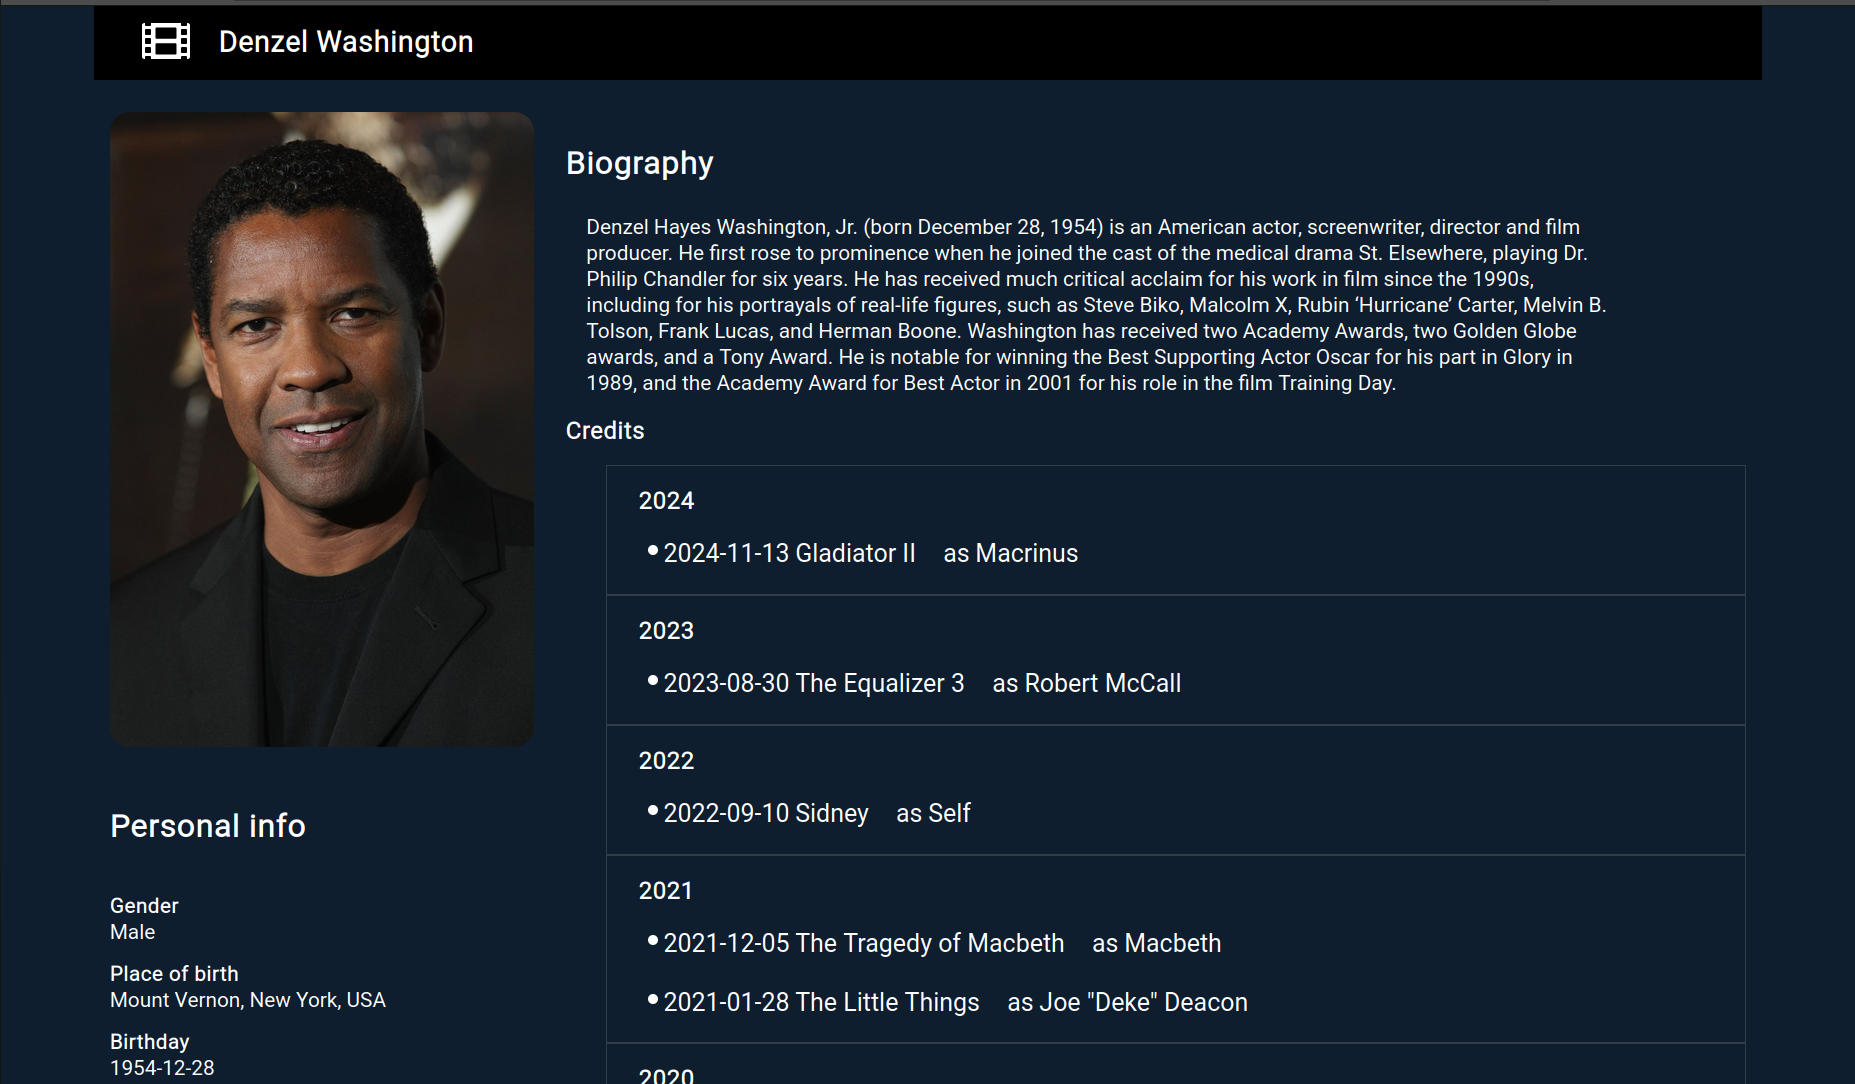 Denzel Washington
Biography
Denzel Hayes Washington, Jr. (born December 28, 1954) is an American actor, screenwriter, director and film
producer. He first rose to prominence when he joined the cast of the medical drama St. Elsewhere, playing Dr.
Philip Chandler for six years. He has received much critical acclaim for his work in film since the 1990s,
including for his portrayals of real-life figures, such as Steve Biko, Malcolm X, Rubin ‘Hurricane’ Carter, Melvin B.
Tolson, Frank Lucas, and Herman Boone. Washington has received two Academy Awards, two Golden Globe
awards, and a Tony Award. He is notable for winning the Best Supporting Actor Oscar for his part in Glory in
1989, and the Academy Award for Best Actor in 2001 for his role in the film Training Day.
Credits
2024
• 2024-11-13 Gladiator II as Macrinus
2023
• 2023-08-30 The Equalizer 3 as Robert McCall
2022
• 2022-09-10 Sidney as Self
2021
• 2021-12-05 The Tragedy of Macbeth as Macbeth
• 2021-01-28 The Little Things as Joe "Deke" Deacon
2020
Personal info
Gender
Male
Place of birth
Mount Vernon, New York, USA
Birthday
1954-12-28